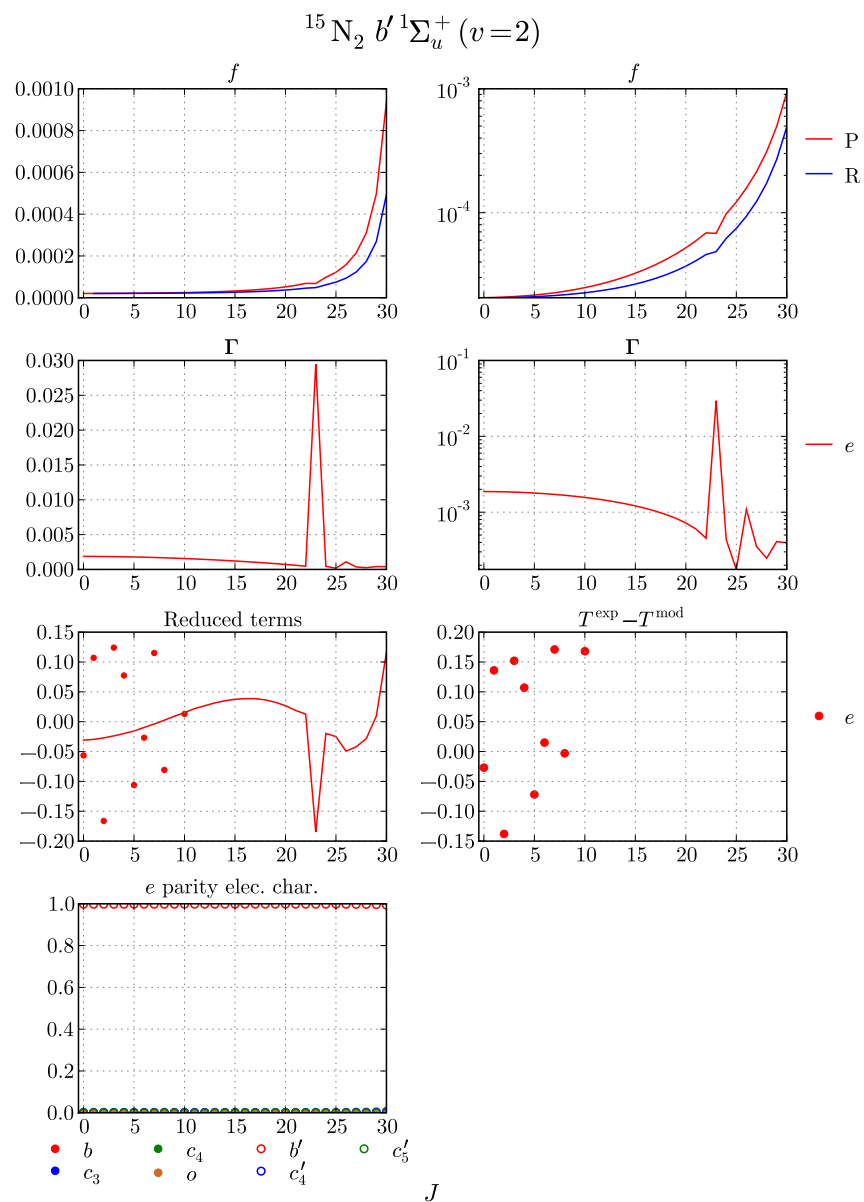 ¹⁵N₂ b′ ¹Σᵤ⁺ (v=2)
f
0.0010
0.0008
0.0006
0.0004
0.0002
0.0000
0 5 10 15 20 25 30
f
10⁻³
10⁻⁴
0 5 10 15 20 25 30
P
R
Γ
0.030
0.025
0.020
0.015
0.010
0.005
0.000
0 5 10 15 20 25 30
Γ
10⁻¹
10⁻²
10⁻³
0 5 10 15 20 25 30
e
Reduced terms
0.15
0.10
0.05
0.00
−0.05
−0.10
−0.15
−0.20
0 5 10 15 20 25 30
T^exp−T^mod
0.20
0.15
0.10
0.05
0.00
−0.05
−0.10
−0.15
0 5 10 15 20 25 30
e
e parity elec. char.
1.0
0.8
0.6
0.4
0.2
0.0
0 5 10 15 20 25 30
b c₄ b′ c′₅
c₃ o c′₄
J